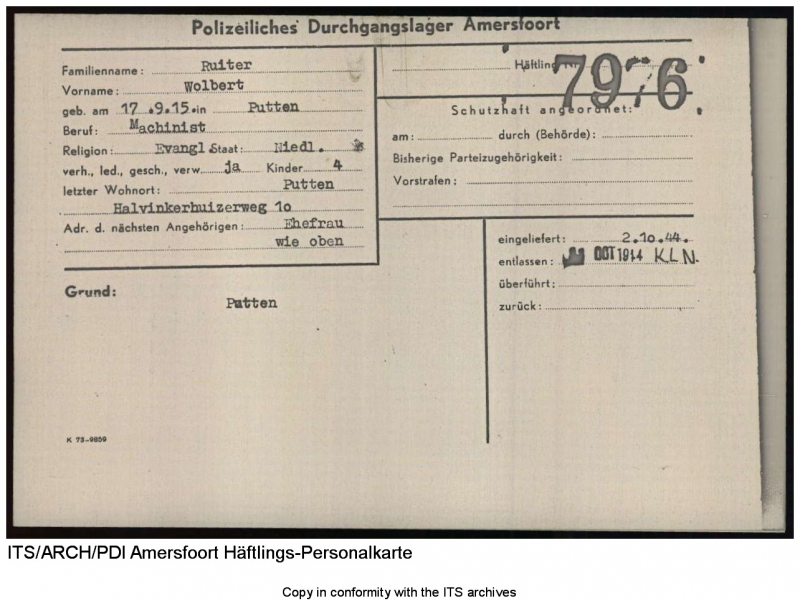 Polizeiliches Durchgangslager Amersfoort
Familienname: Ruiter
Vorname: Wolbert
geb. am 17.9.15. in Putten
Beruf: Machinist
Religion: Evangl. Staat: Niedl.
verh., led., gesch., verw. ja Kinder 4
letzter Wohnort: Putten
Halvinkerhuizerweg 10
Adr. d. nächsten Angehörigen: Ehefrau
wie oben
Häftling 7976
Schutzhaft angeordnet:
am: durch (Behörde):
Bisherige Parteizugehörigkeit:
Vorstrafen:
eingeliefert: 2.10.44.
entlassen: OCT 1944 K.L.N.
überführt:
zurück:
Grund:
Putten
K 73-9859
ITS/ARCH/PDI Amersfoort Häftlings-Personalkarte
Copy in conformity with the ITS archives